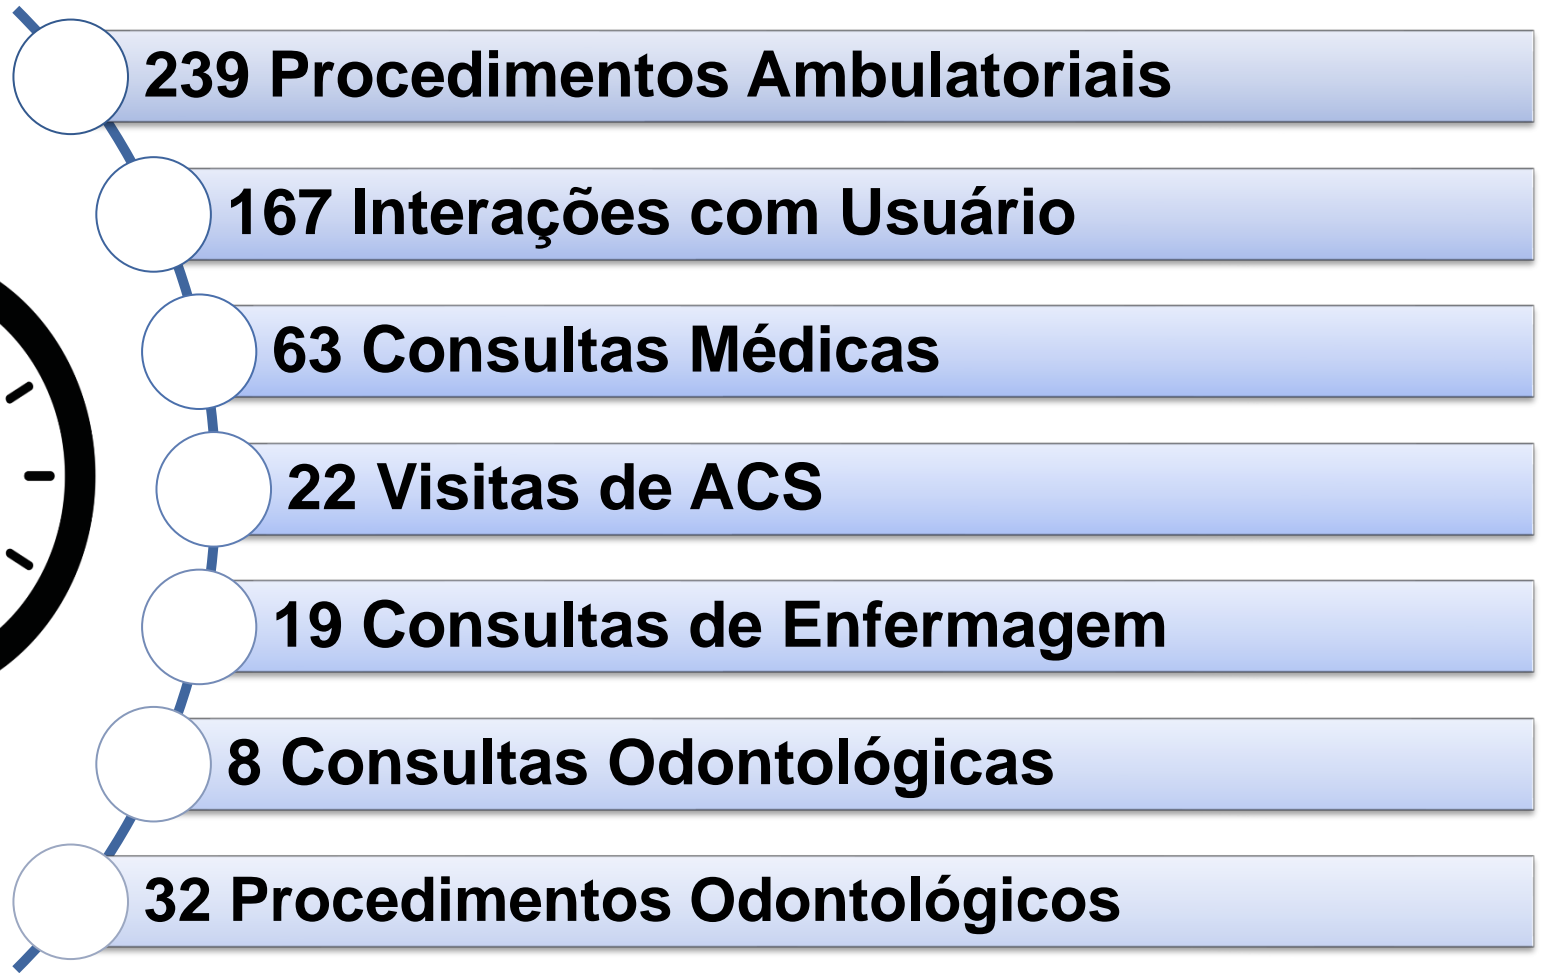 239 Procedimentos Ambulatoriais
167 Interações com Usuário
63 Consultas Médicas
22 Visitas de ACS
19 Consultas de Enfermagem
8 Consultas Odontológicas
32 Procedimentos Odontológicos